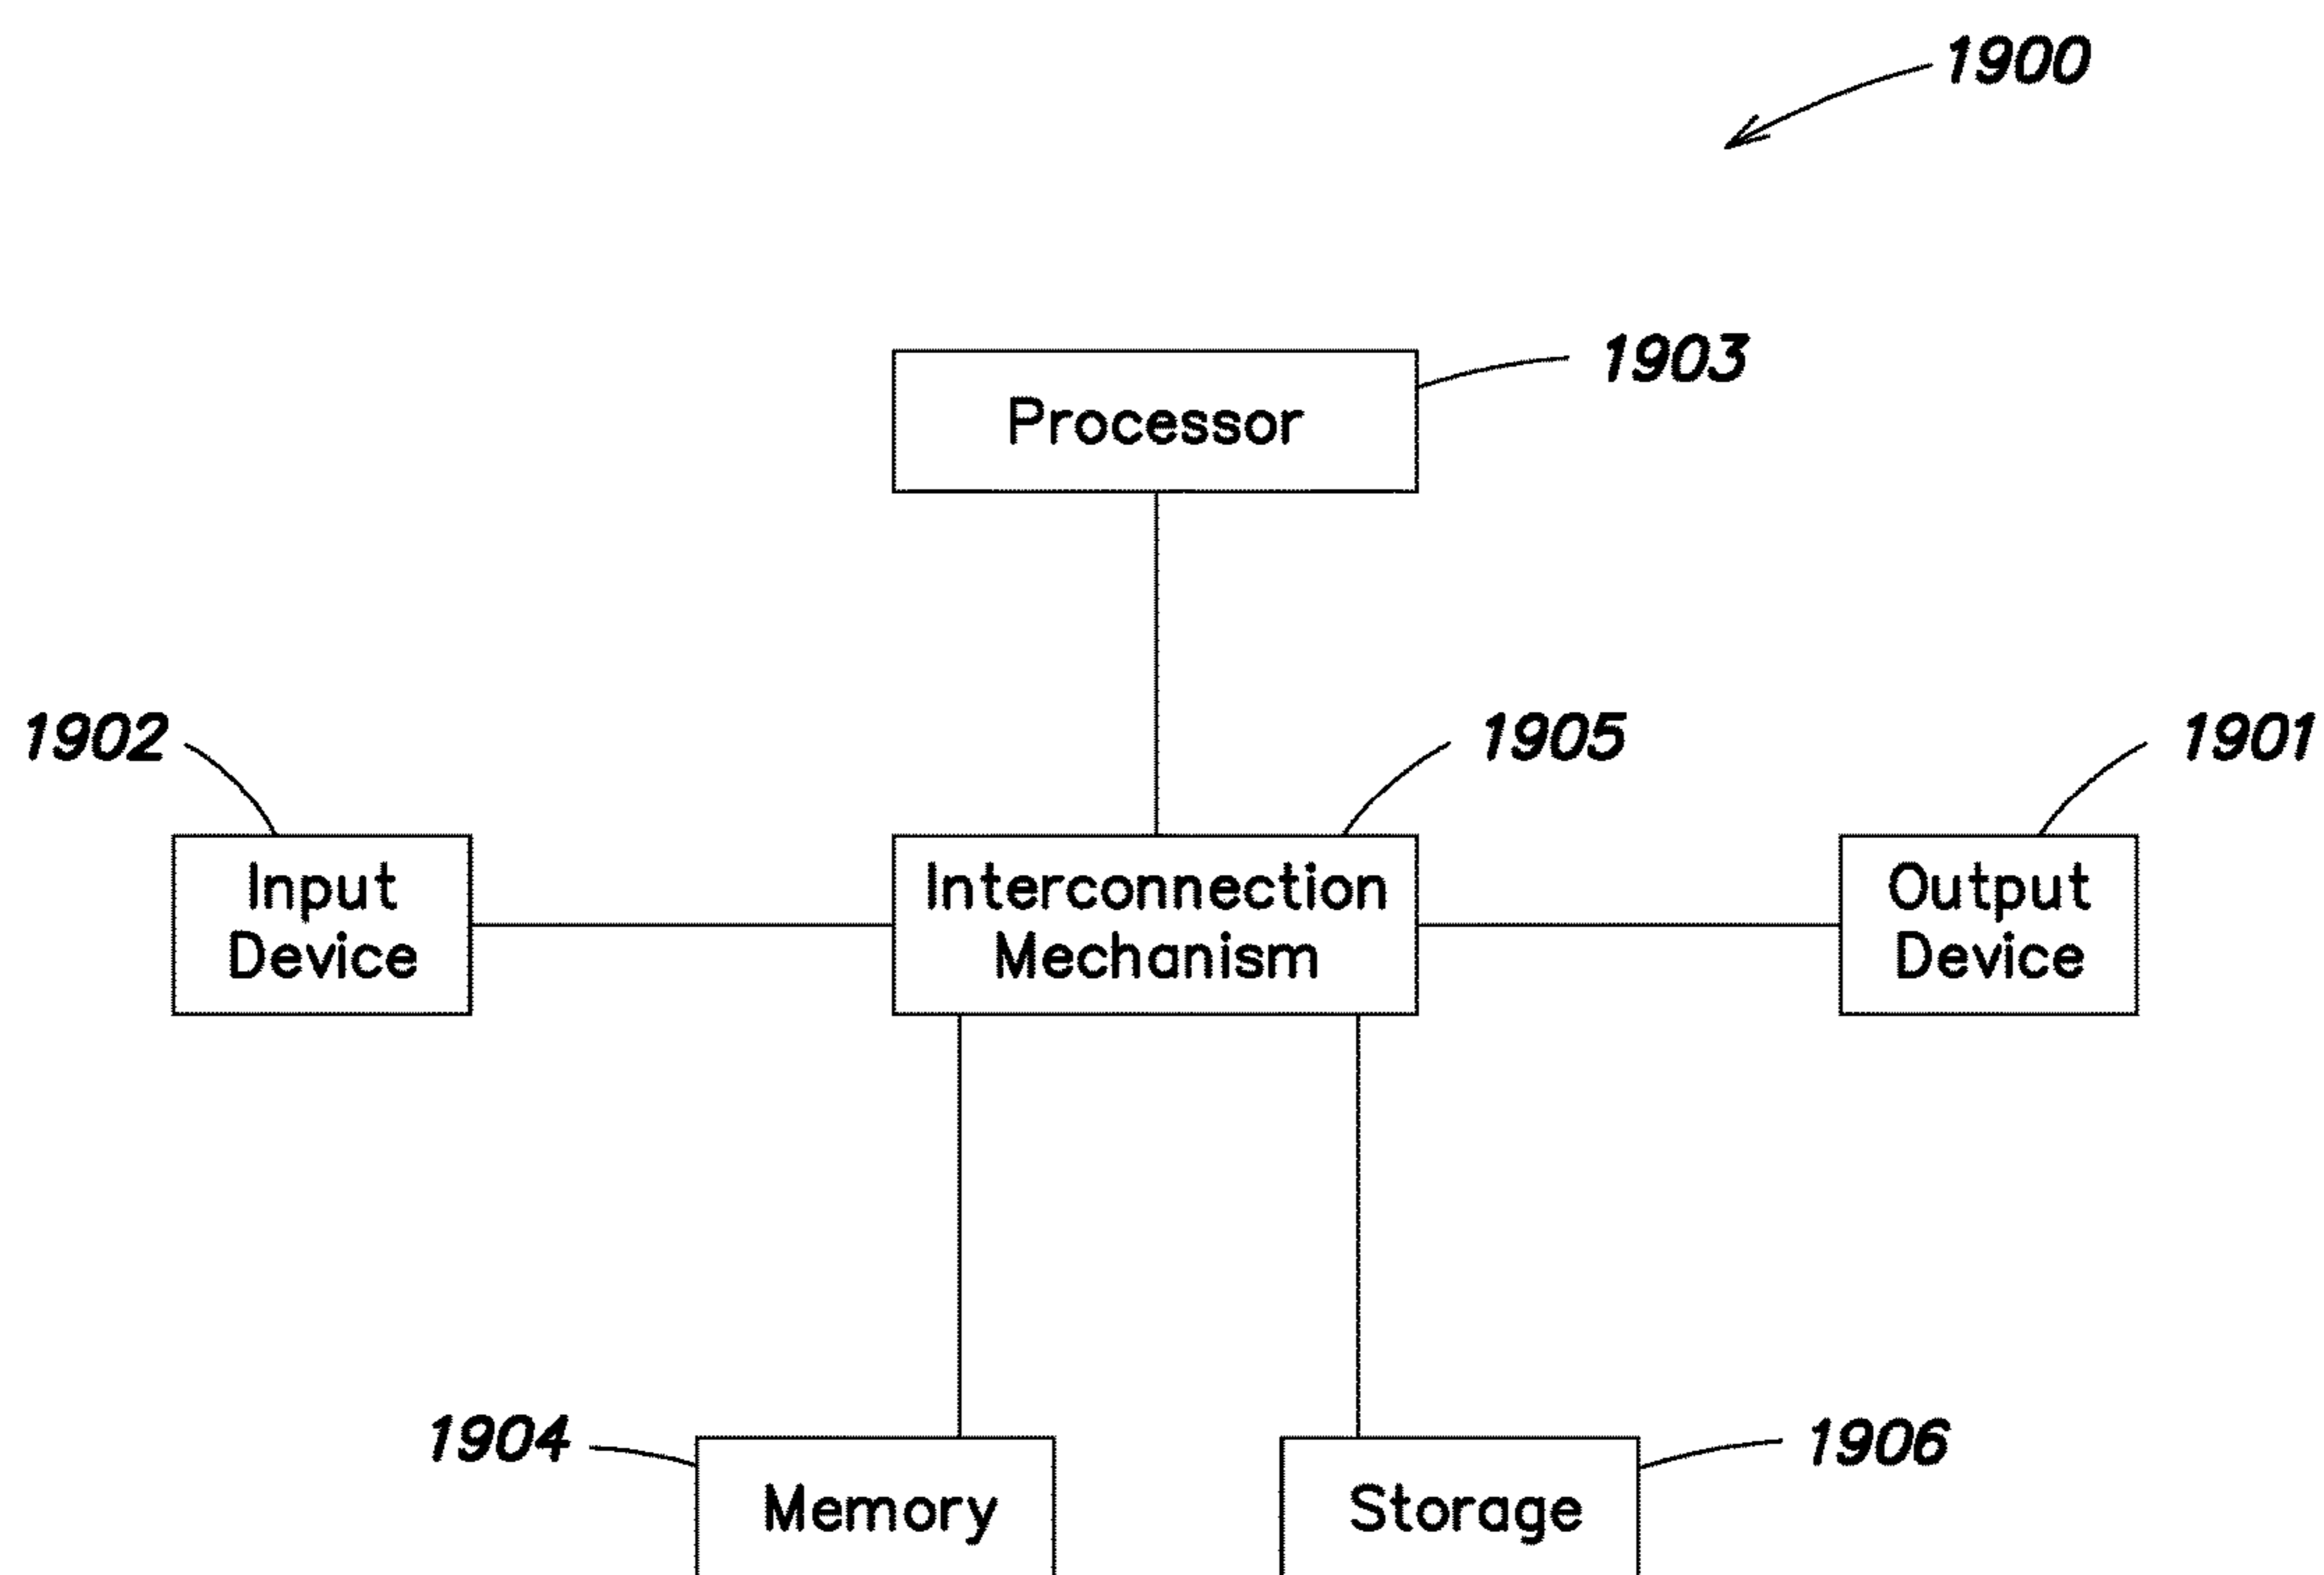 1900
1903
Processor
1902
1905
1901
Input
Device
Interconnection
Mechanism
Output
Device
1904
1906
Memory
Storage